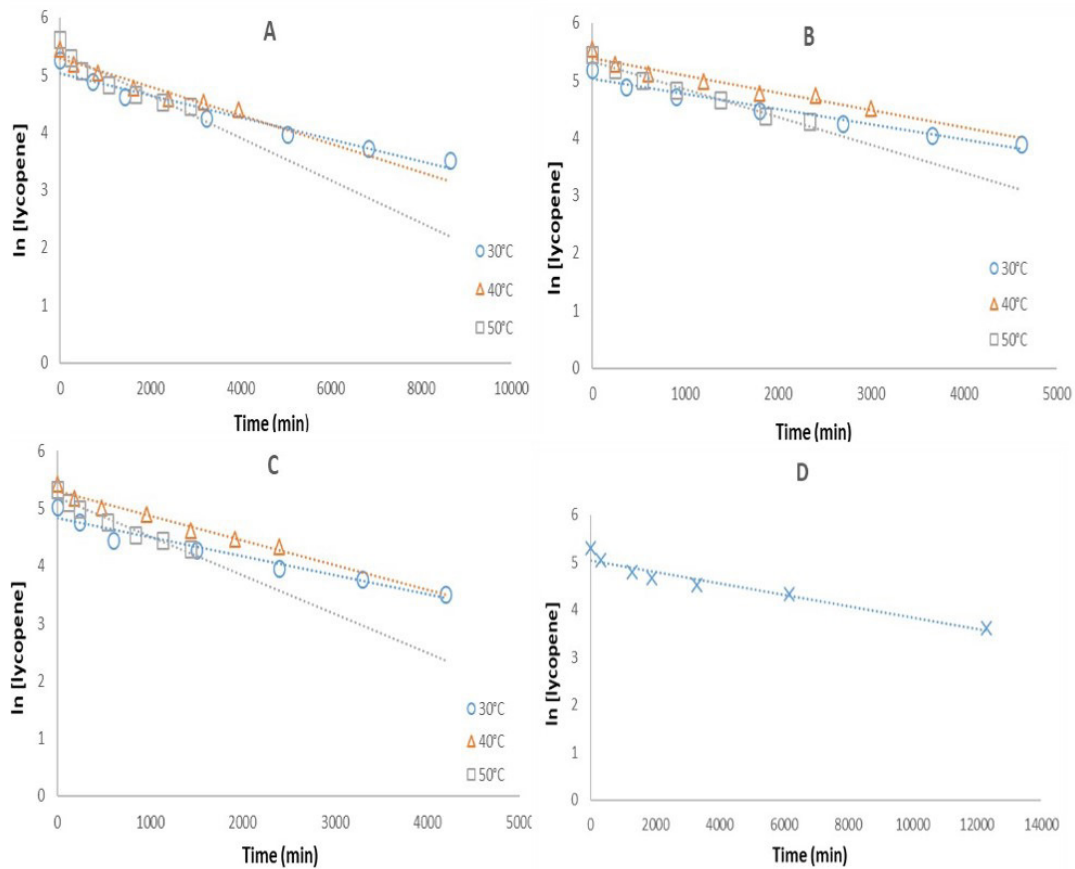 A
6
5
4
3
2
1
0
ln [lycopene]
30°C
40°C
50°C
0 2000 4000 6000 8000 10000
Time (min)
B
6
5
4
3
2
1
0
ln [lycopene]
30°C
40°C
50°C
0 1000 2000 3000 4000 5000
Time (min)
C
6
5
4
3
2
1
0
ln [lycopene]
30°C
40°C
50°C
0 1000 2000 3000 4000 5000
Time (min)
D
6
5
4
3
2
1
0
ln [lycopene]
0 2000 4000 6000 8000 10000 12000 14000
Time (min)